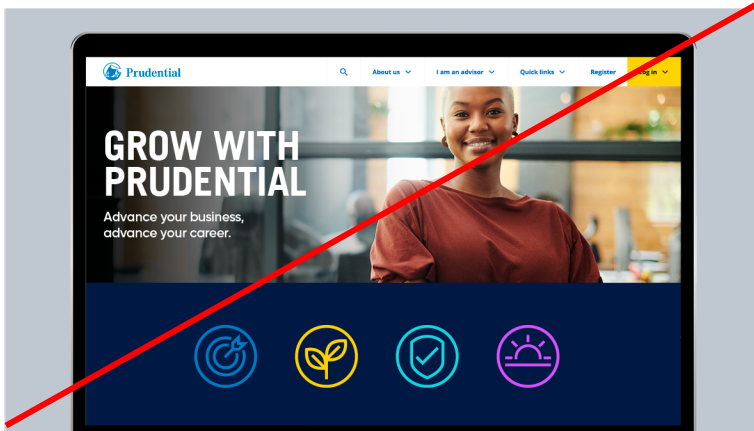 Prudential
About us
I am an advisor
Quick links
Register
Log in
GROW WITH
PRUDENTIAL
Advance your business,
advance your career.